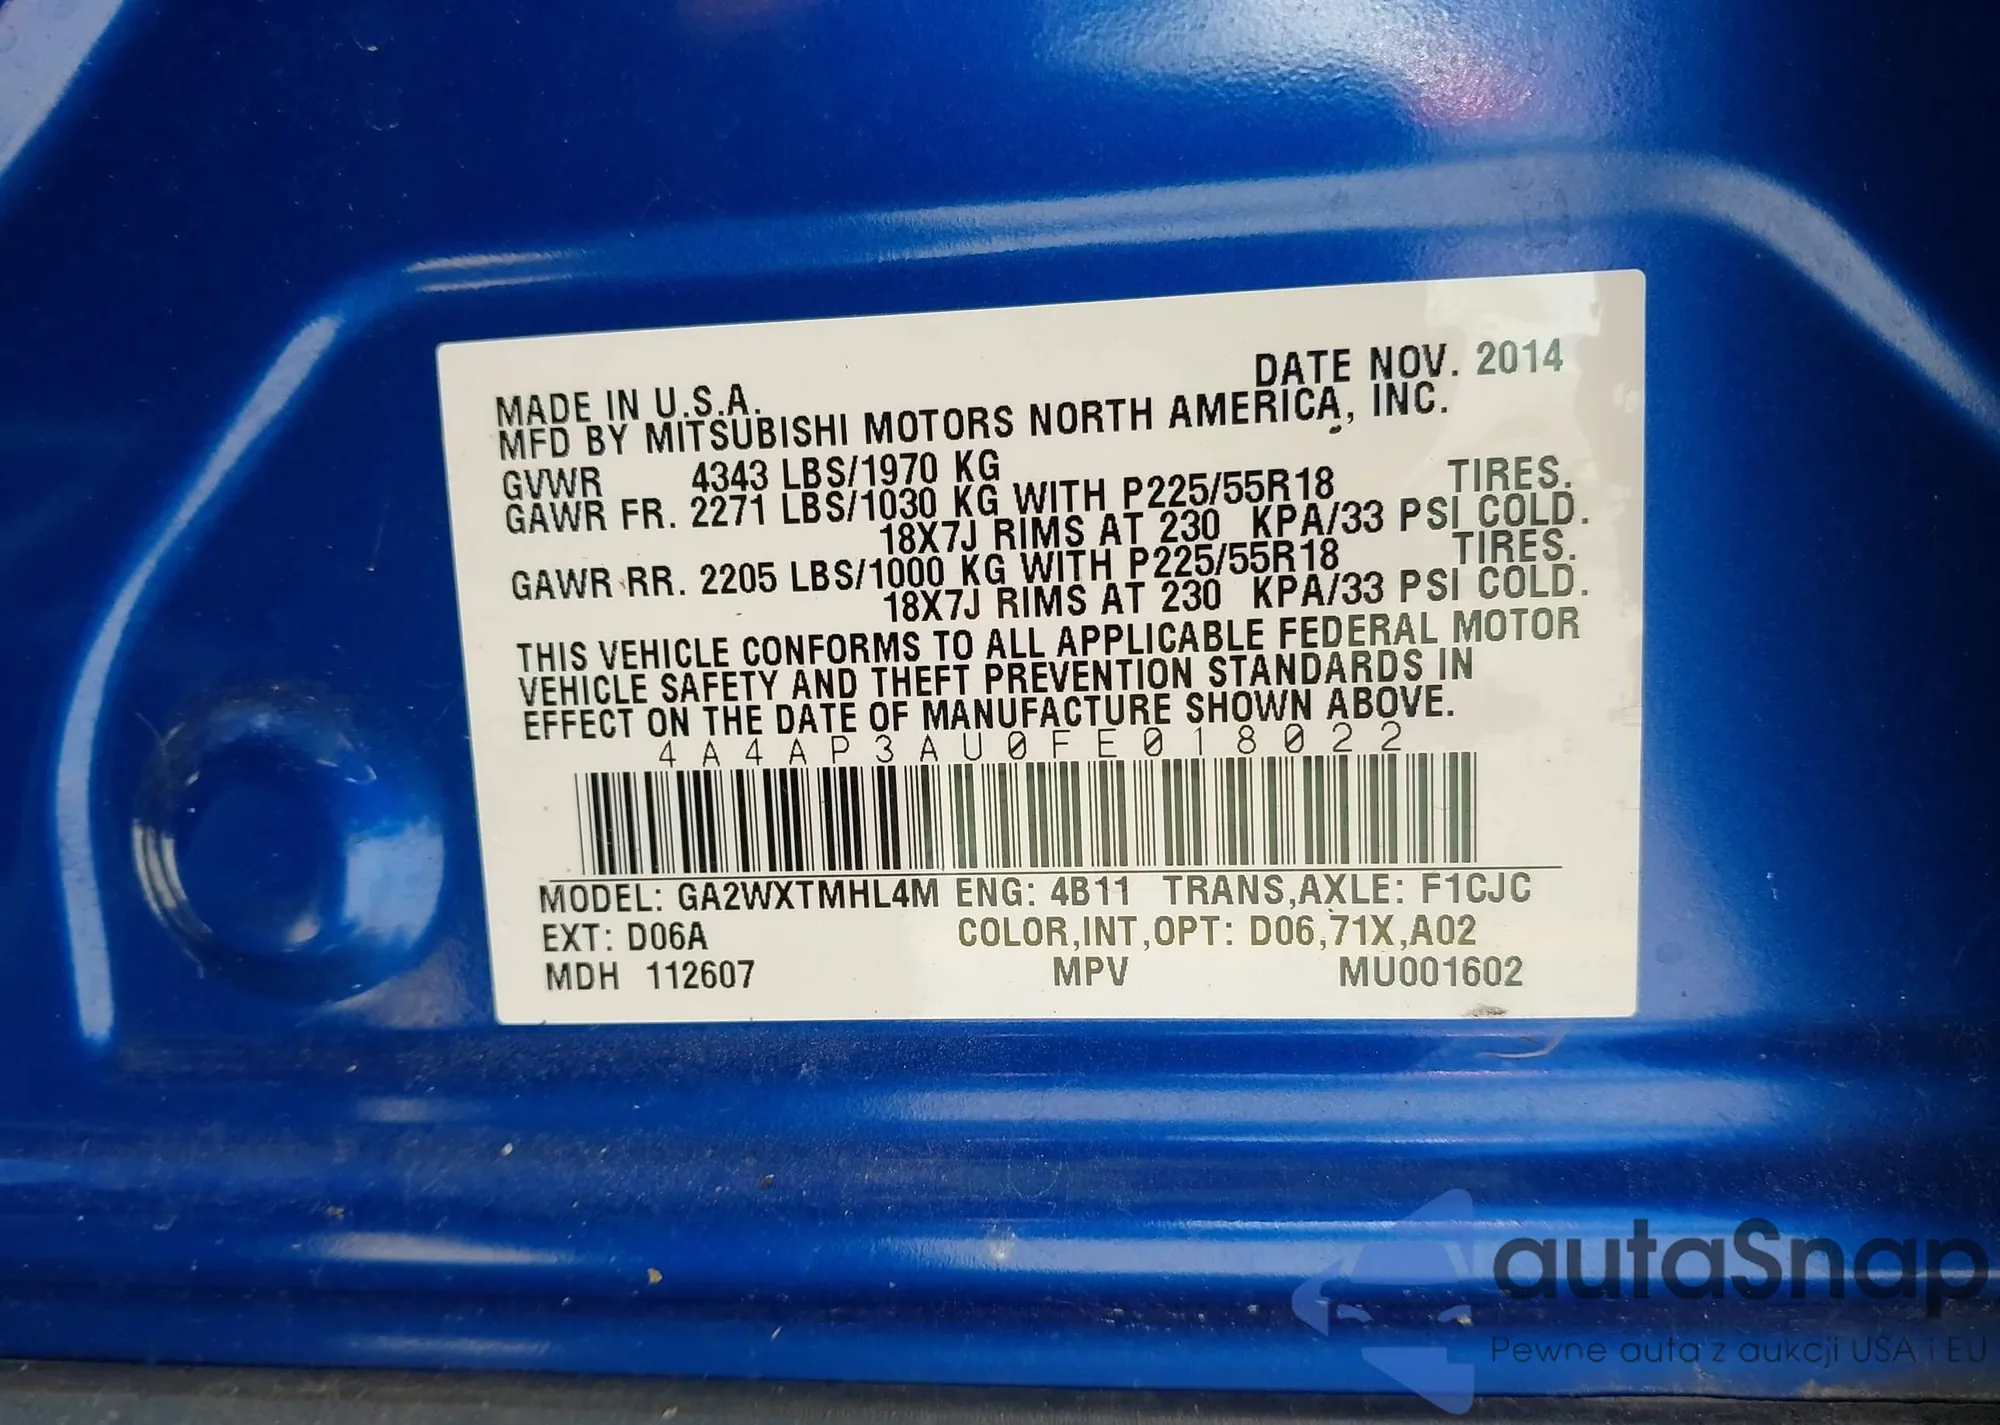 DATE NOV. 2014
MADE IN U.S.A.
MFD BY MITSUBISHI MOTORS NORTH AMERICA, INC.
GVWR 4343 LBS/1970 KG
GAWR FR. 2271 LBS/1030 KG WITH P225/55R18 TIRES.
18X7J RIMS AT 230 KPA/33 PSI COLD.
GAWR RR. 2205 LBS/1000 KG WITH P225/55R18 TIRES.
18X7J RIMS AT 230 KPA/33 PSI COLD.
THIS VEHICLE CONFORMS TO ALL APPLICABLE FEDERAL MOTOR
VEHICLE SAFETY AND THEFT PREVENTION STANDARDS IN
EFFECT ON THE DATE OF MANUFACTURE SHOWN ABOVE.
4A4AP3AU0FE018022
MODEL: GA2WXTMHL4M ENG: 4B11 TRANS,AXLE: F1CJC
EXT: D06A COLOR,INT,OPT: D06,71X,A02
MDH 112607 MPV MU001602
autaSnap
Pewne auta z aukcji USA i EU